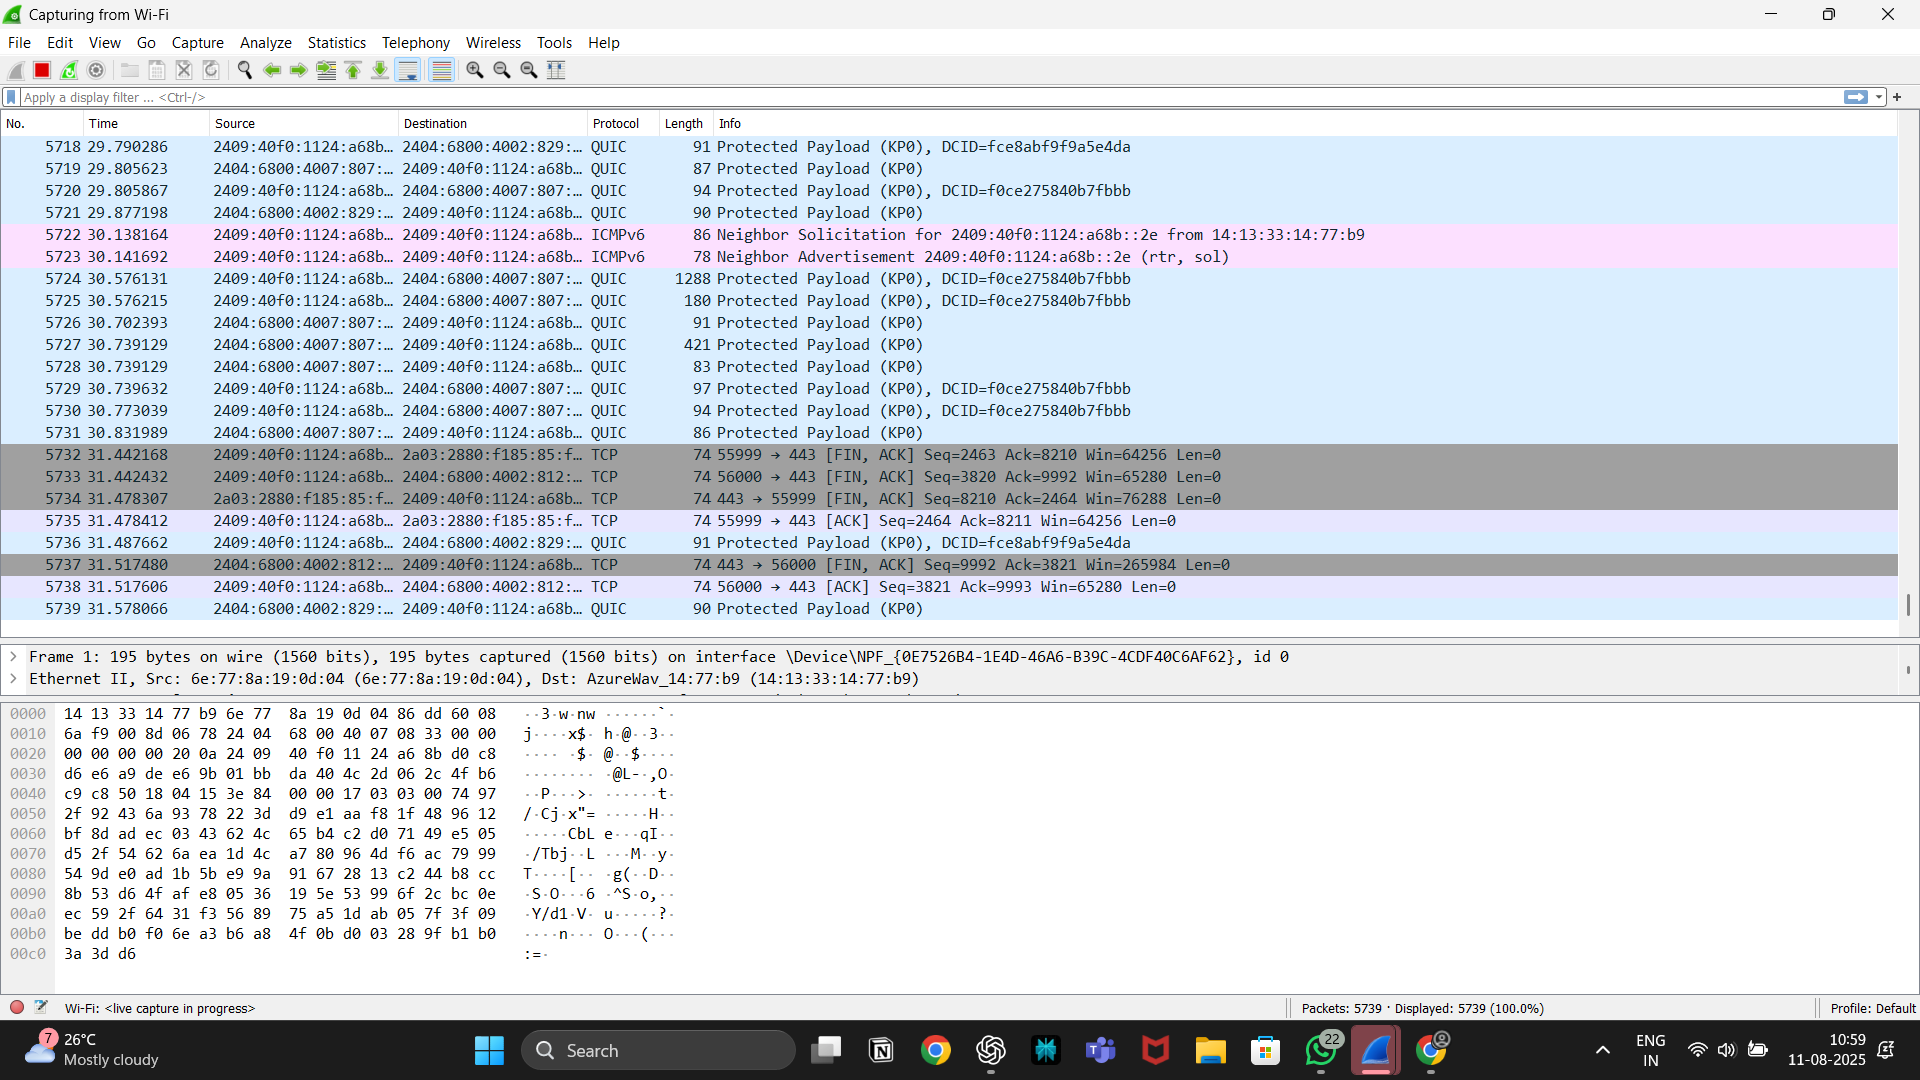 Capturing from Wi-Fi
File Edit View Go Capture Analyze Statistics Telephony Wireless Tools Help
Apply a display filter ... <Ctrl-/>
No. Time Source Destination Protocol Length Info
5718 29.790286 2409:40f0:1124:a68b… 2404:6800:4002:829:… QUIC 91 Protected Payload (KP0), DCID=fce8abf9f9a5e4da
5719 29.805623 2404:6800:4007:807:… 2409:40f0:1124:a68b… QUIC 87 Protected Payload (KP0)
5720 29.805867 2409:40f0:1124:a68b… 2404:6800:4007:807:… QUIC 94 Protected Payload (KP0), DCID=f0ce275840b7fbbb
5721 29.877198 2404:6800:4002:829:… 2409:40f0:1124:a68b… QUIC 90 Protected Payload (KP0)
5722 30.138164 2409:40f0:1124:a68b… 2409:40f0:1124:a68b… ICMPv6 86 Neighbor Solicitation for 2409:40f0:1124:a68b::2e from 14:13:33:14:77:b9
5723 30.141692 2409:40f0:1124:a68b… 2409:40f0:1124:a68b… ICMPv6 78 Neighbor Advertisement 2409:40f0:1124:a68b::2e (rtr, sol)
5724 30.576131 2409:40f0:1124:a68b… 2404:6800:4007:807:… QUIC 1288 Protected Payload (KP0), DCID=f0ce275840b7fbbb
5725 30.576215 2409:40f0:1124:a68b… 2404:6800:4007:807:… QUIC 180 Protected Payload (KP0), DCID=f0ce275840b7fbbb
5726 30.702393 2404:6800:4007:807:… 2409:40f0:1124:a68b… QUIC 91 Protected Payload (KP0)
5727 30.739129 2404:6800:4007:807:… 2409:40f0:1124:a68b… QUIC 421 Protected Payload (KP0)
5728 30.739129 2404:6800:4007:807:… 2409:40f0:1124:a68b… QUIC 83 Protected Payload (KP0)
5729 30.739632 2409:40f0:1124:a68b… 2404:6800:4007:807:… QUIC 97 Protected Payload (KP0), DCID=f0ce275840b7fbbb
5730 30.773039 2409:40f0:1124:a68b… 2404:6800:4007:807:… QUIC 94 Protected Payload (KP0), DCID=f0ce275840b7fbbb
5731 30.831989 2404:6800:4007:807:… 2409:40f0:1124:a68b… QUIC 86 Protected Payload (KP0)
5732 31.442168 2409:40f0:1124:a68b… 2a03:2880:f185:85:f… TCP 74 55999 → 443 [FIN, ACK] Seq=2463 Ack=8210 Win=64256 Len=0
5733 31.442432 2409:40f0:1124:a68b… 2404:6800:4002:812:… TCP 74 56000 → 443 [FIN, ACK] Seq=3820 Ack=9992 Win=65280 Len=0
5734 31.478307 2a03:2880:f185:85:f… 2409:40f0:1124:a68b… TCP 74 443 → 55999 [FIN, ACK] Seq=8210 Ack=2464 Win=76288 Len=0
5735 31.478412 2409:40f0:1124:a68b… 2a03:2880:f185:85:f… TCP 74 55999 → 443 [ACK] Seq=2464 Ack=8211 Win=64256 Len=0
5736 31.487662 2409:40f0:1124:a68b… 2404:6800:4002:829:… QUIC 91 Protected Payload (KP0), DCID=fce8abf9f9a5e4da
5737 31.517480 2404:6800:4002:812:… 2409:40f0:1124:a68b… TCP 74 443 → 56000 [FIN, ACK] Seq=9992 Ack=3821 Win=265984 Len=0
5738 31.517606 2409:40f0:1124:a68b… 2404:6800:4002:812:… TCP 74 56000 → 443 [ACK] Seq=3821 Ack=9993 Win=65280 Len=0
5739 31.578066 2404:6800:4002:829:… 2409:40f0:1124:a68b… QUIC 90 Protected Payload (KP0)
Frame 1: 195 bytes on wire (1560 bits), 195 bytes captured (1560 bits) on interface \Device\NPF_{0E7526B4-1E4D-46A6-B39C-4CDF40C6AF62}, id 0
Ethernet II, Src: 6e:77:8a:19:0d:04 (6e:77:8a:19:0d:04), Dst: AzureWav_14:77:b9 (14:13:33:14:77:b9)
0000 14 13 33 14 77 b9 6e 77 8a 19 0d 04 86 dd 60 08 ··3·w·nw ······`·
0010 6a f9 00 8d 06 78 24 04 68 00 40 07 08 33 00 00 j····x$· h·@··3··
0020 00 00 00 00 20 0a 24 09 40 f0 11 24 a6 8b d0 c8 ···· ·$· @··$····
0030 d6 e6 a9 de e6 9b 01 bb da 40 4c 2d 06 2c 4f b6 ········ ·@L-·,O·
0040 c9 c8 50 18 04 15 3e 84 00 00 17 03 03 00 74 97 ··P···>· ······t·
0050 2f 92 43 6a 93 78 22 3d d9 e1 aa f8 1f 48 96 12 /·Cj·x"= ·····H··
0060 bf 8d ad ec 03 43 62 4c 65 b4 c2 d0 71 49 e5 05 ·····CbL e···qI··
0070 d5 2f 54 62 6a ea 1d 4c a7 80 96 4d f6 ac 79 99 ·/Tbj··L ···M··y·
0080 54 9d e0 ad 1b 5b e9 9a 91 67 28 13 c2 44 b8 cc T····[·· ·g(··D··
0090 8b 53 d6 4f af e8 05 36 19 5e 53 99 6f 2c bc 0e ·S·O···6 ·^S·o,··
00a0 ec 59 2f 64 31 f3 56 89 75 a5 1d ab 05 7f 3f 09 ·Y/d1·V· u·····?·
00b0 be dd b0 f0 6e a3 b6 a8 4f 0b d0 03 28 9f b1 b0 ····n··· O···(···
00c0 3a 3d d6 :=·
Wi-Fi: <live capture in progress> Packets: 5739 · Displayed: 5739 (100.0%) Profile: Default
7 26°C
Mostly cloudy
Search
22
ENG
IN
10:59
11-08-2025